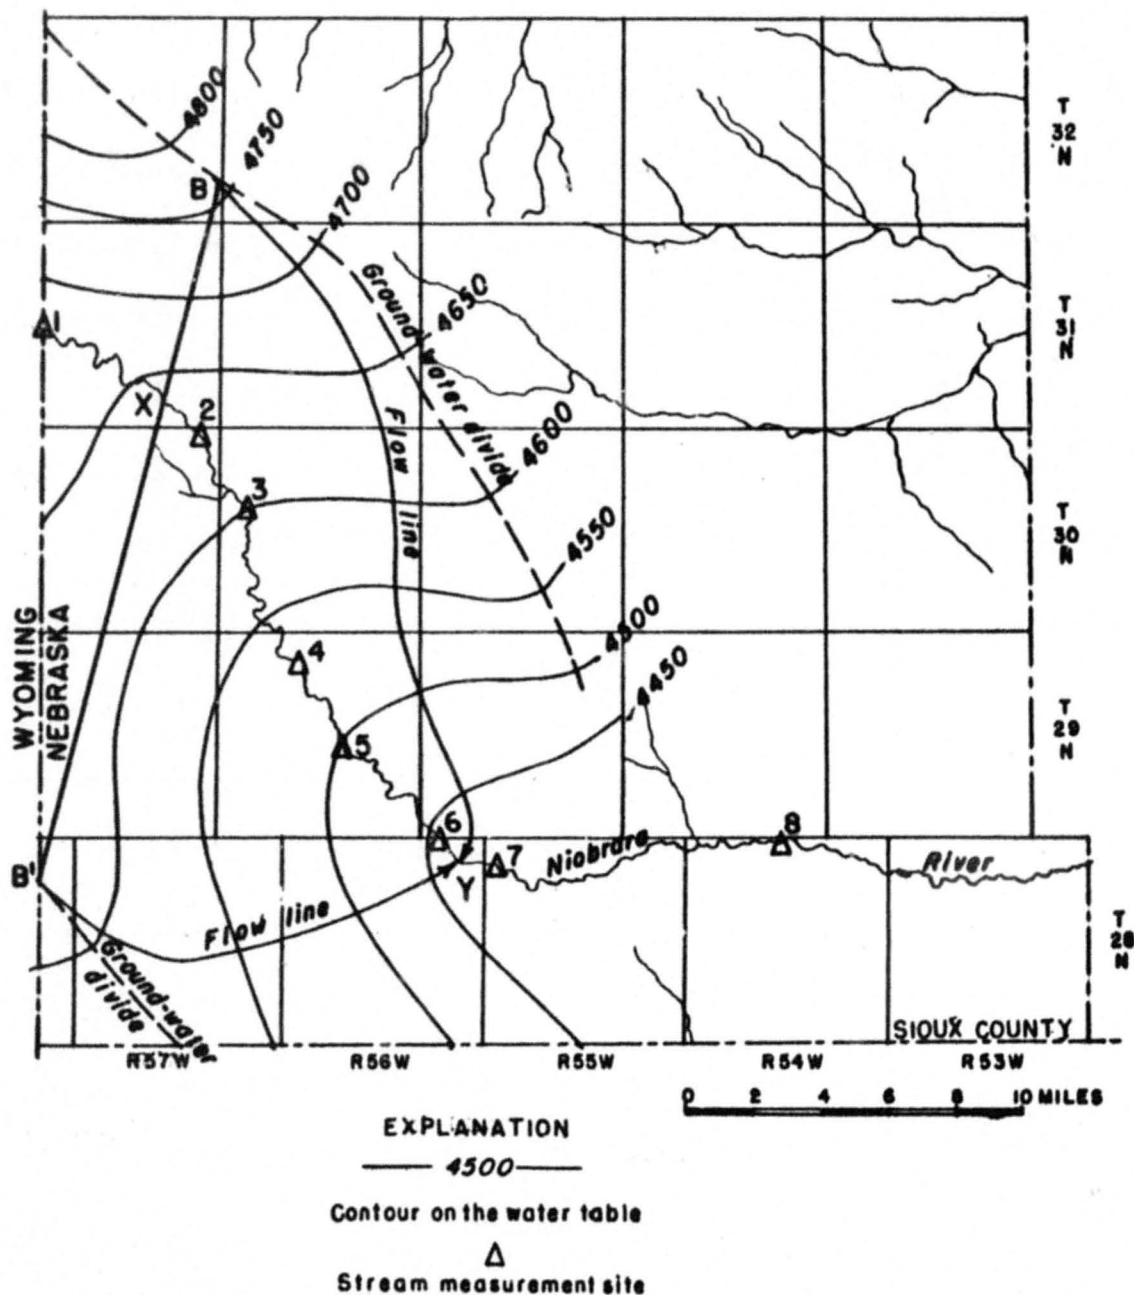 4800
4750
T
32
N
B
4700
Ground-water divide
4650
T
31
N
1
X
2
Flow line
4600
3
4550
T
30
N
WYOMING
NEBRASKA
4500
4
4450
T
29
N
5
6
8
B'
7
Niobrara
River
Y
Flow line
T
28
N
Ground-water
divide
SIOUX COUNTY
R57W
R56W
R55W
R54W
R53W
0 2 4 6 8 10 MILES
EXPLANATION
4500
Contour on the water table
Stream measurement site